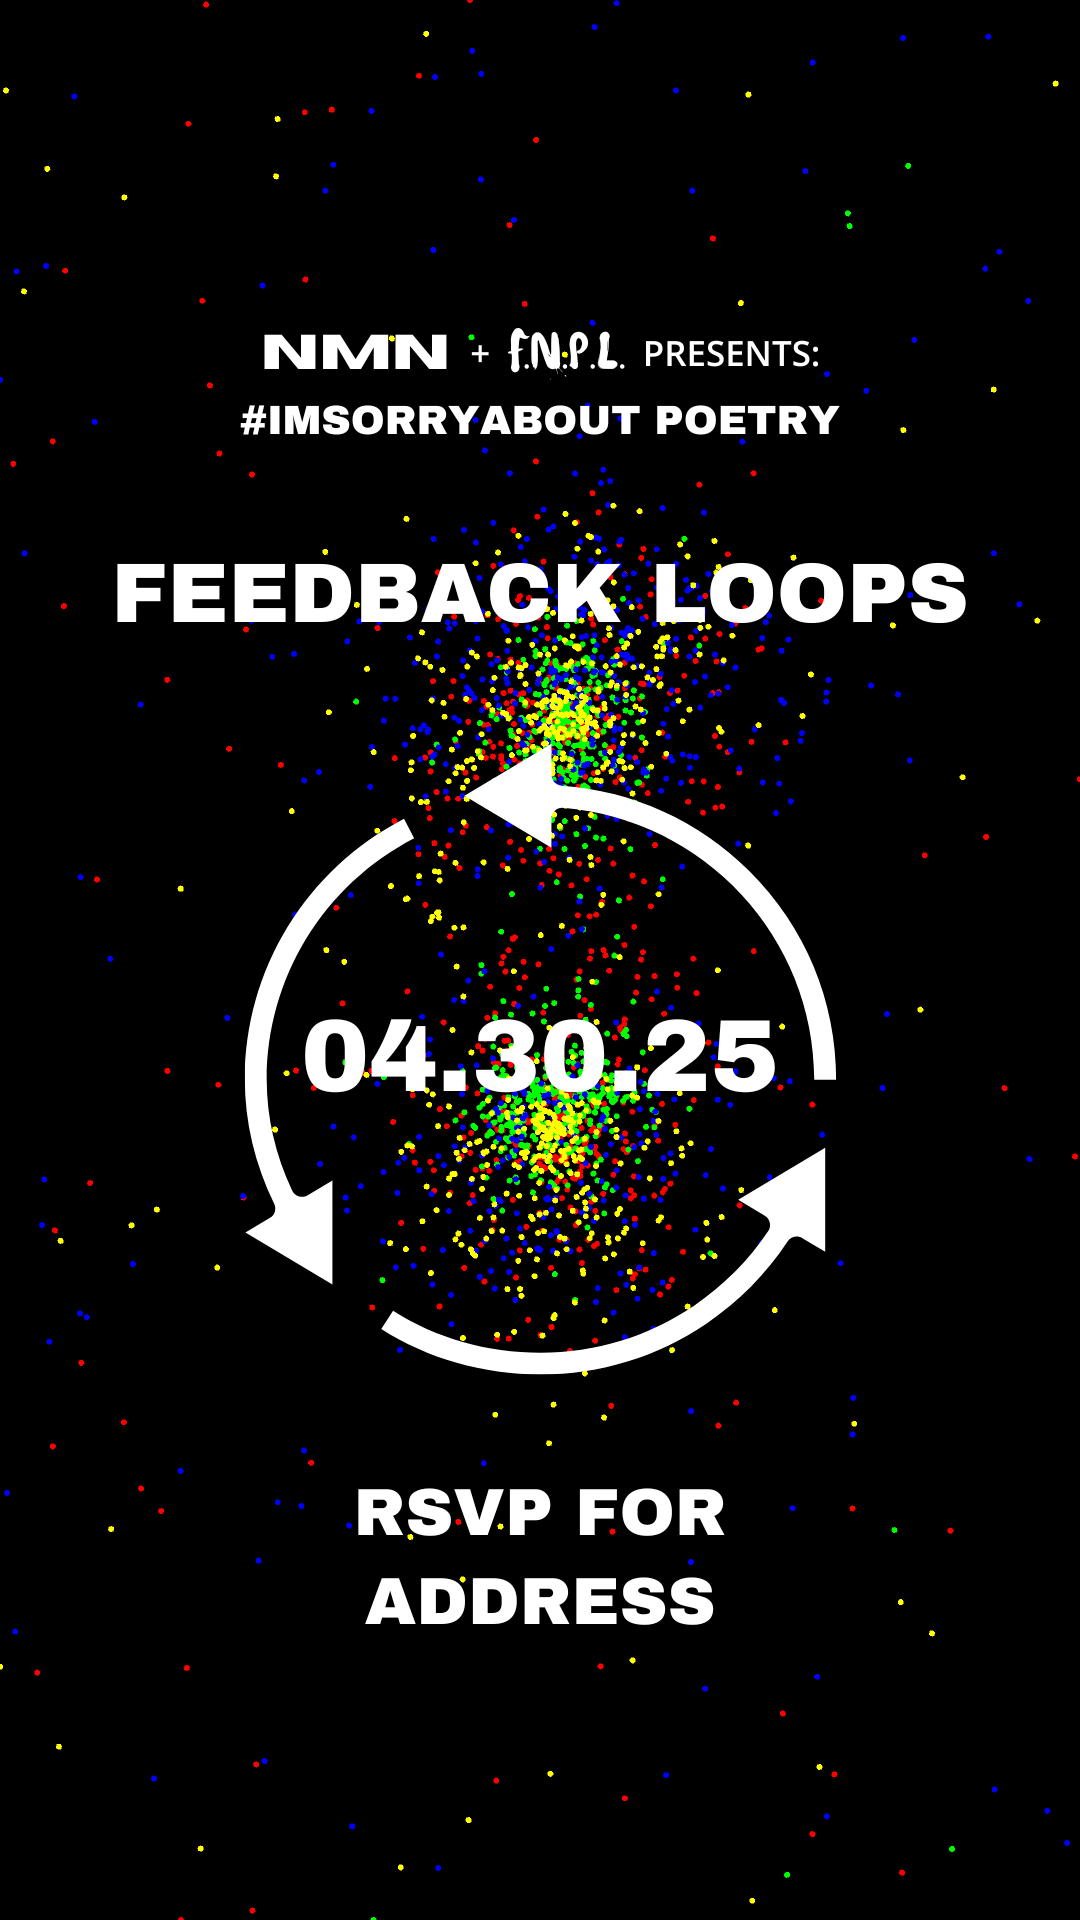 NMN + F.N.P.L. PRESENTS:
#IMSORRYABOUT POETRY
FEEDBACK LOOPS
04.30.25
RSVP FOR
ADDRESS